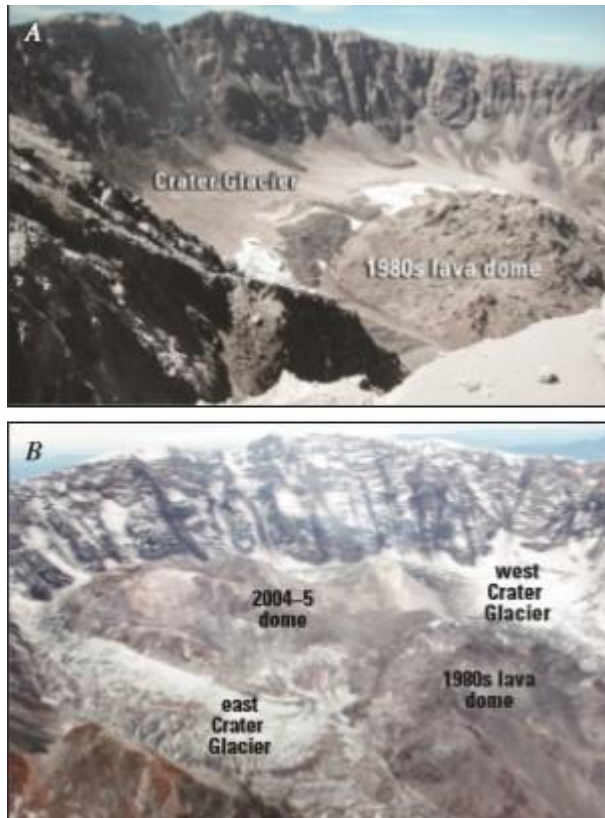 A
Crater Glacier
1980s lava dome
B
2004–5
dome
west
Crater
Glacier
1980s lava
dome
east
Crater
Glacier